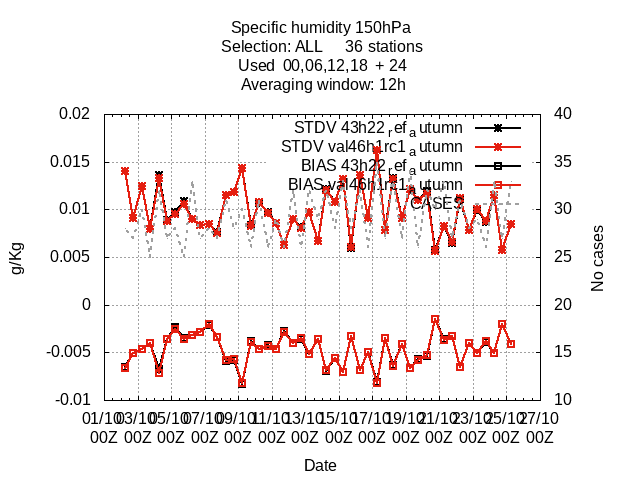 Specific humidity 150hPa
Selection: ALL 36 stations
Used 00,06,12,18 + 24
Averaging window: 12h
0.02 40
STDV 43h22refautumn
STDV val46h1rc1autumn
0.015 35
BIAS 43h22refautumn
BIAS val46h1rc1autumn
CASES
0.01 30
g/Kg
No cases
0.005 25
0 20
-0.005 15
-0.01 10
01/10 03/10 05/10 07/10 09/10 11/10 13/10 15/10 17/10 19/10 21/10 23/10 25/10 27/10
00Z 00Z 00Z 00Z 00Z 00Z 00Z 00Z 00Z 00Z 00Z 00Z 00Z 00Z
Date